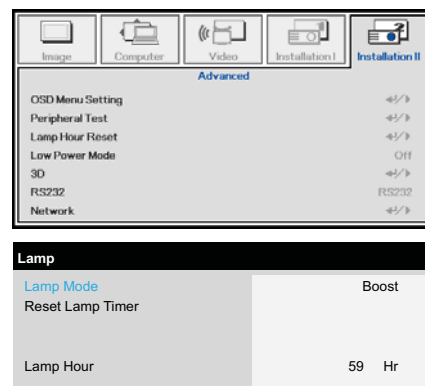 Image Computer Video Installation I Installation II
Advanced
OSD Menu Setting
Peripheral Test
Lamp Hour Reset
Low Power Mode Off
3D
RS232 RS232
Network
Lamp
Lamp Mode Boost
Reset Lamp Timer
Lamp Hour 59 Hr